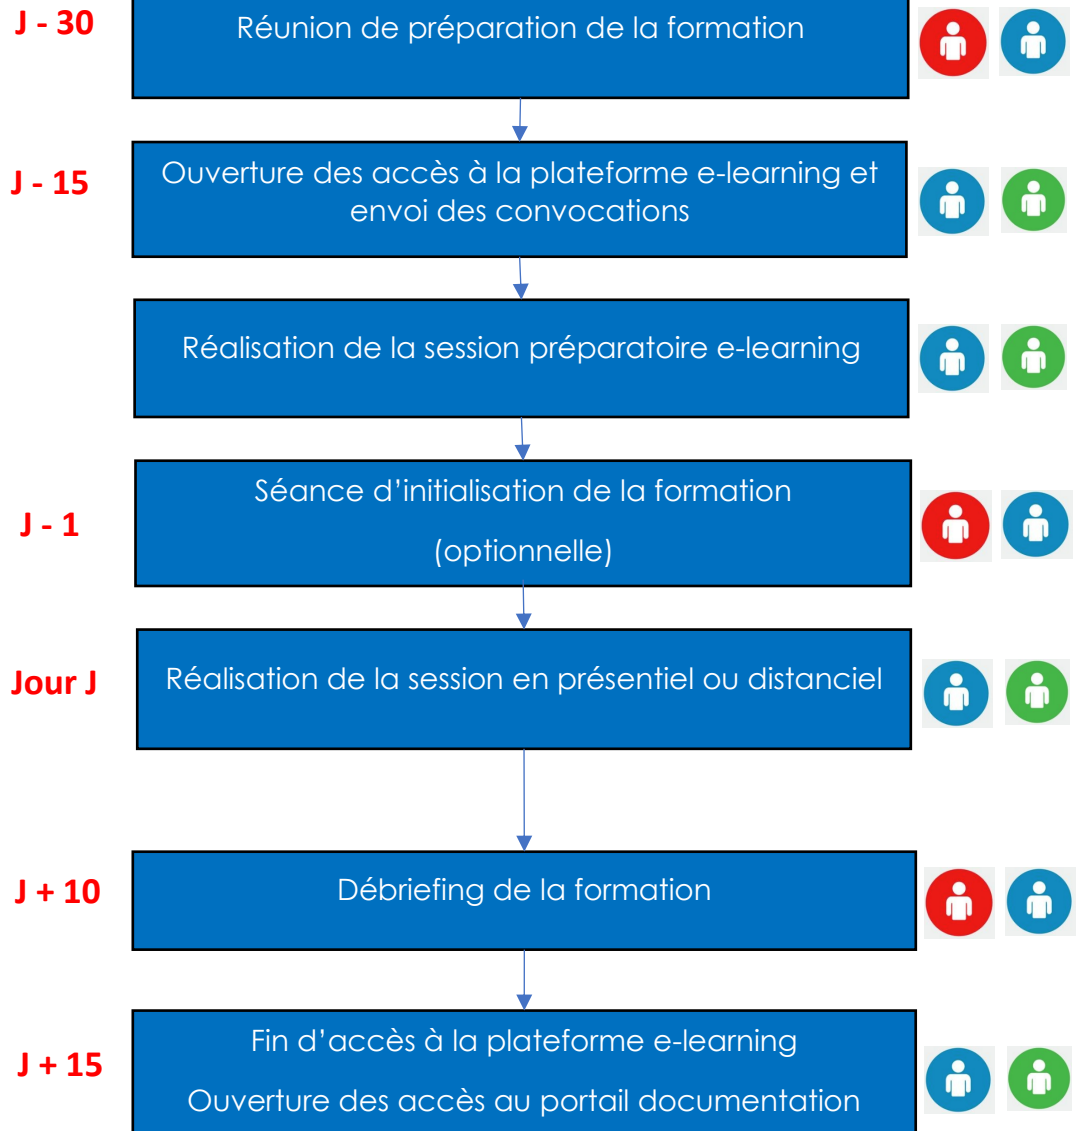 J - 30
Réunion de préparation de la formation
J - 15
Ouverture des accès à la plateforme e-learning et
envoi des convocations
Réalisation de la session préparatoire e-learning
J - 1
Séance d’initialisation de la formation
(optionnelle)
Jour J
Réalisation de la session en présentiel ou distanciel
J + 10
Débriefing de la formation
J + 15
Fin d’accès à la plateforme e-learning
Ouverture des accès au portail documentation